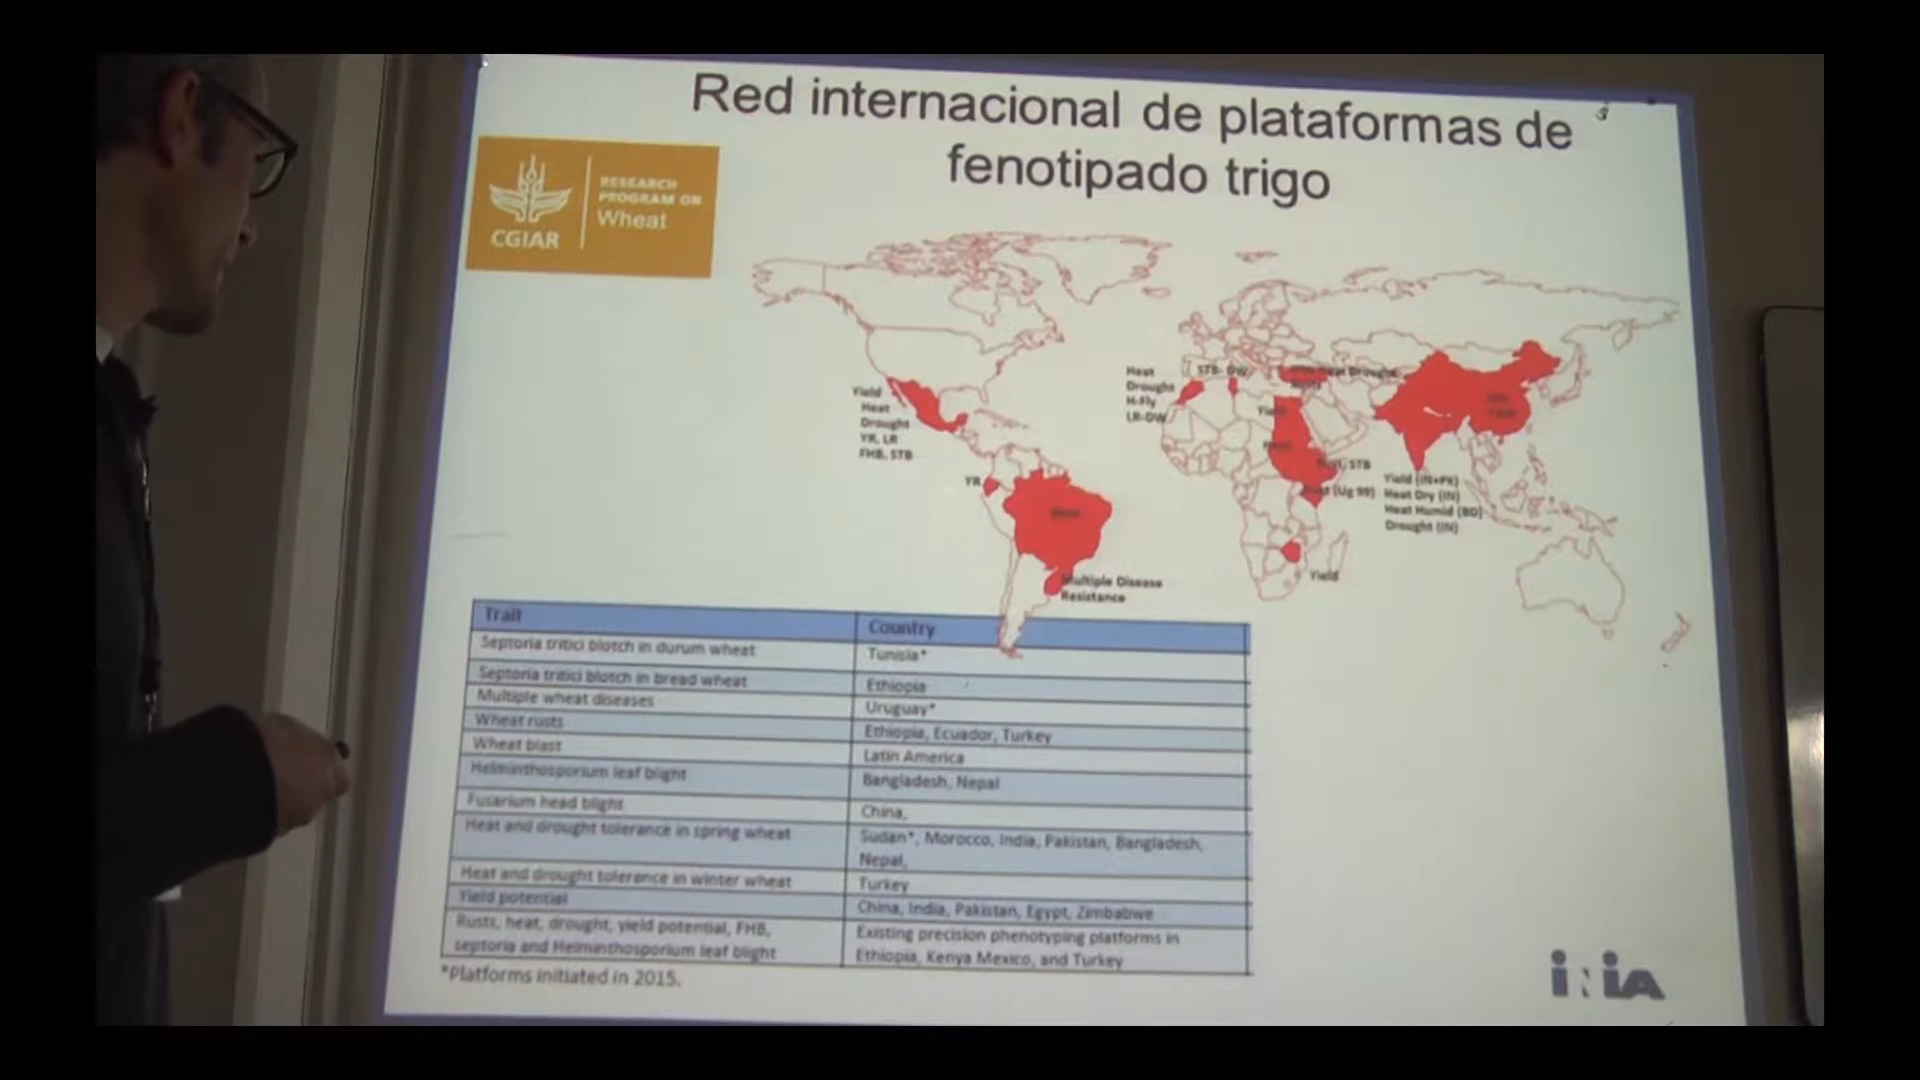 Red internacional de plataformas de
fenotipado trigo
RESEARCH
PROGRAM ON
Wheat
CGIAR
Yield
Heat
Drought
YR, LR
FHB, STB
YR
Multiple Disease
Resistance
Heat
Drought
H-Fly
LR-DW
STB- DW
Heat Drought
Yield
STB
(Ug 99)
Yield (IN+PK)
Heat Dry (IN)
Heat Humid (BD)
Drought (IN)
Yield
Trait
Country
Septoria tritici blotch in durum wheat
Tunisia*
Septoria tritici blotch in bread wheat
Ethiopia
Multiple wheat diseases
Uruguay*
Wheat rusts
Ethiopia, Ecuador, Turkey
Wheat blast
Latin America
Helminthosporium leaf blight
Bangladesh, Nepal
Fusarium head blight
China,
Heat and drought tolerance in spring wheat
Sudan*, Morocco, India, Pakistan, Bangladesh,
Nepal,
Heat and drought tolerance in winter wheat
Turkey
Yield potential
China, India, Pakistan, Egypt, Zimbabwe
Rusts, heat, drought, yield potential, FHB,
septoria and Helminthosporium leaf blight
Existing precision phenotyping platforms in
Ethiopia, Kenya Mexico, and Turkey
*Platforms initiated in 2015.
iNiA